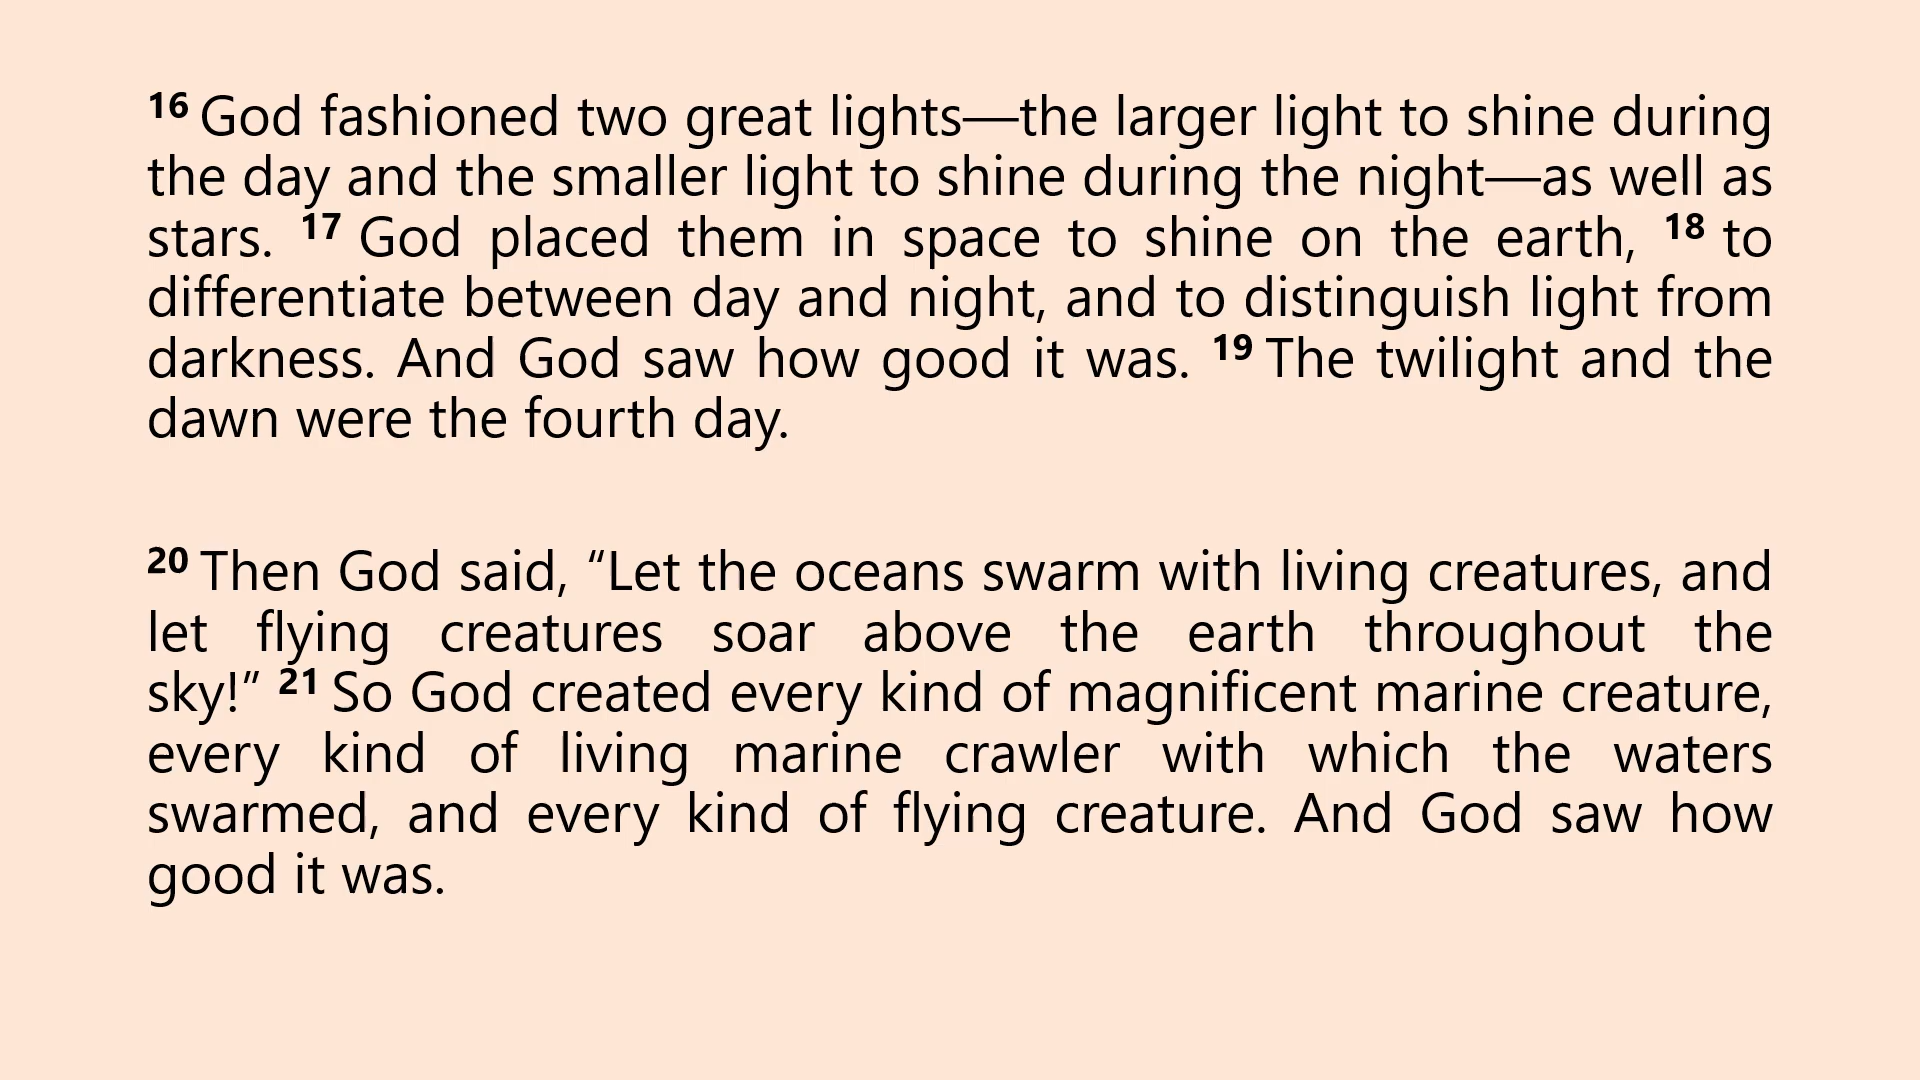 16 God fashioned two great lights—the larger light to shine during
the day and the smaller light to shine during the night—as well as
stars. 17 God placed them in space to shine on the earth, 18 to
differentiate between day and night, and to distinguish light from
darkness. And God saw how good it was. 19 The twilight and the
dawn were the fourth day.
20 Then God said, “Let the oceans swarm with living creatures, and
let flying creatures soar above the earth throughout the
sky!” 21 So God created every kind of magnificent marine creature,
every kind of living marine crawler with which the waters
swarmed, and every kind of flying creature. And God saw how
good it was.